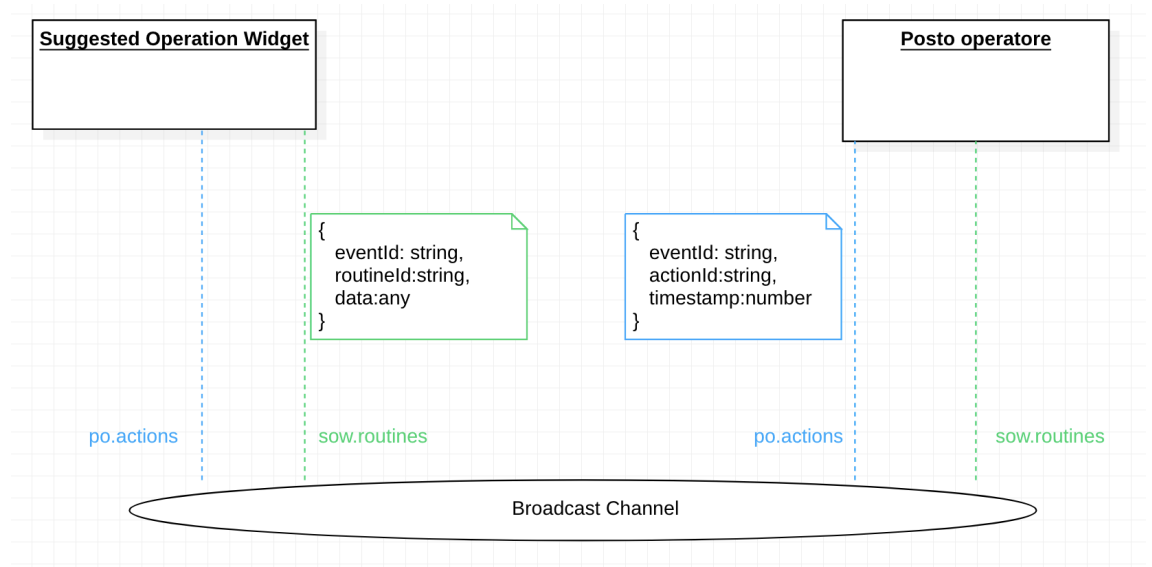 Suggested Operation Widget
Posto operatore
{
eventId: string,
routineId:string,
data:any
}
{
eventId: string,
actionId:string,
timestamp:number
}
po.actions
sow.routines
po.actions
sow.routines
Broadcast Channel